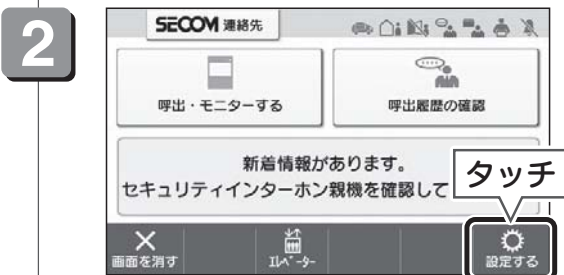 2
SECOM 連絡先
呼出・モニターする
呼出履歴の確認
新着情報があります。
セキュリティインターホン親機を確認して
タッチ
画面を消す
エレベーター
設定する